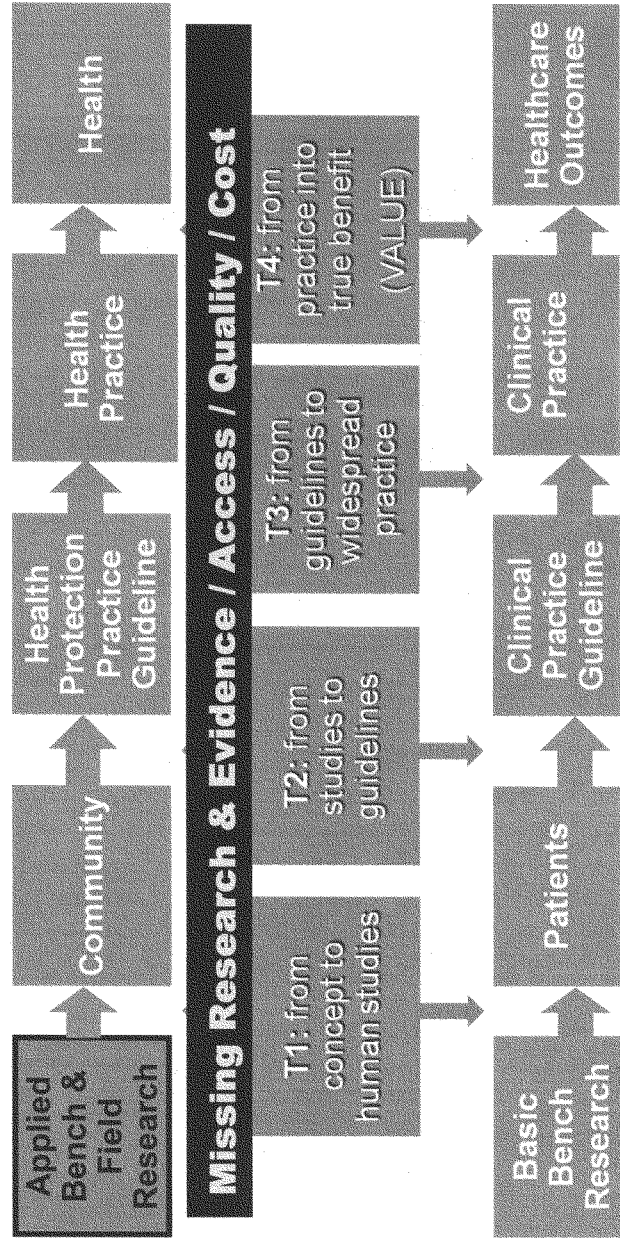 Applied
Bench &
Field
Research
Community
Health
Protection
Practice
Guideline
Health
Practice
Health
Missing Research & Evidence / Access / Quality / Cost
T1: from
concept to
human studies
T2: from
studies to
guidelines
T3: from
guidelines to
widespread
practice
T4: from
practice into
true benefit
(VALUE)
Basic
Bench
Research
Patients
Clinical
Practice
Guideline
Clinical
Practice
Healthcare
Outcomes